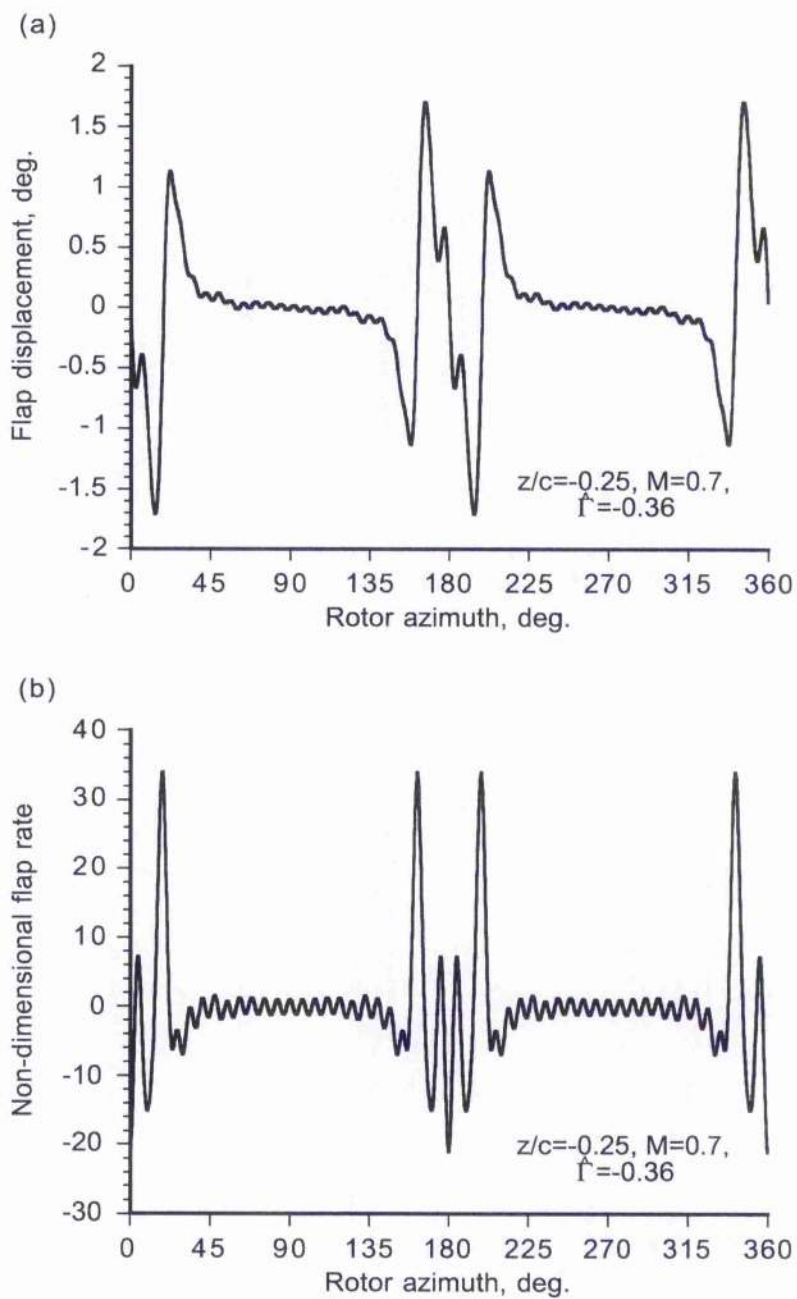 (a)
2
1.5
1
0.5
0
-0.5
-1
-1.5
-2
Flap displacement, deg.
z/c=-0.25, M=0.7,
Γ̂=-0.36
0 45 90 135 180 225 270 315 360
Rotor azimuth, deg.
(b)
40
30
20
10
0
-10
-20
-30
Non-dimensional flap rate
z/c=-0.25, M=0.7,
Γ̂=-0.36
0 45 90 135 180 225 270 315 360
Rotor azimuth, deg.